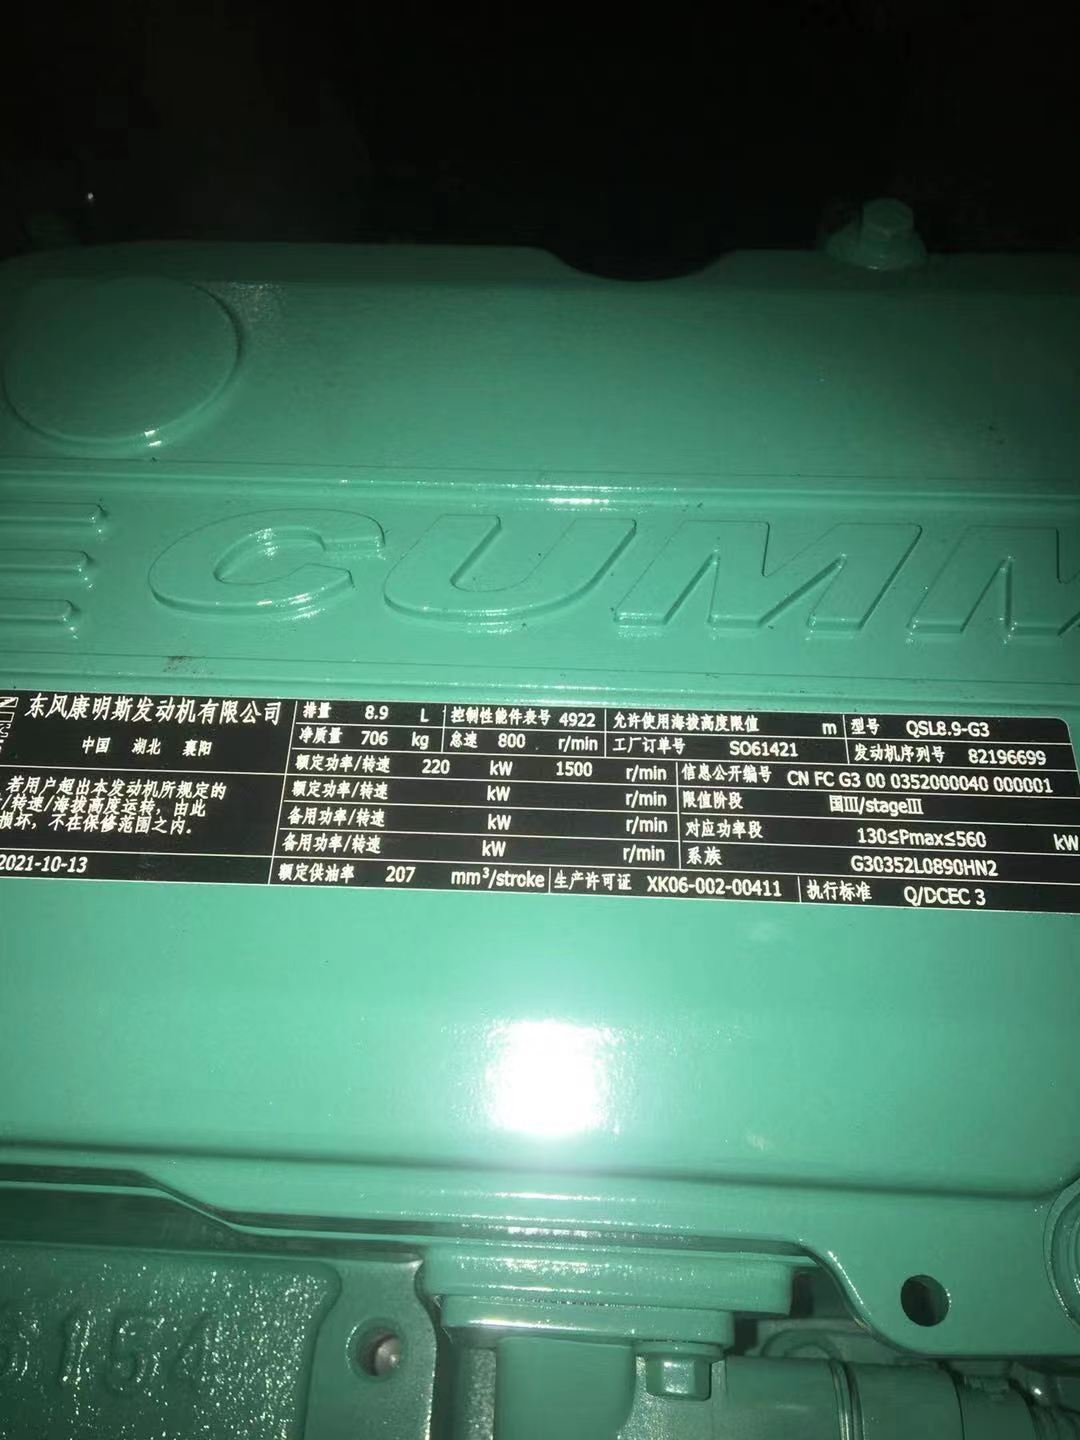 E CUMM
东风康明斯发动机有限公司
中国 湖北 襄阳
若用户超出本发动机所规定的
/转速/海拔高度运转，由此
损坏，不在保修范围之内。
2021-10-13
排量 8.9 L 控制性能件表号 4922 允许使用海拔高度限值 m 型号 QSL8.9-G3
净质量 706 kg 怠速 800 r/min 工厂订单号 SO61421 发动机序列号 82196699
额定功率/转速 220 kW 1500 r/min 信息公开编号 CN FC G3 00 0352000040 000001
额定功率/转速 kW r/min 限值阶段 国III/stageIII
备用功率/转速 kW r/min 对应功率段 130≤Pmax≤560 kW
备用功率/转速 kW r/min 系族 G30352L0890HN2
额定供油率 207 mm³/stroke 生产许可证 XK06-002-00411 执行标准 Q/DCEC 3